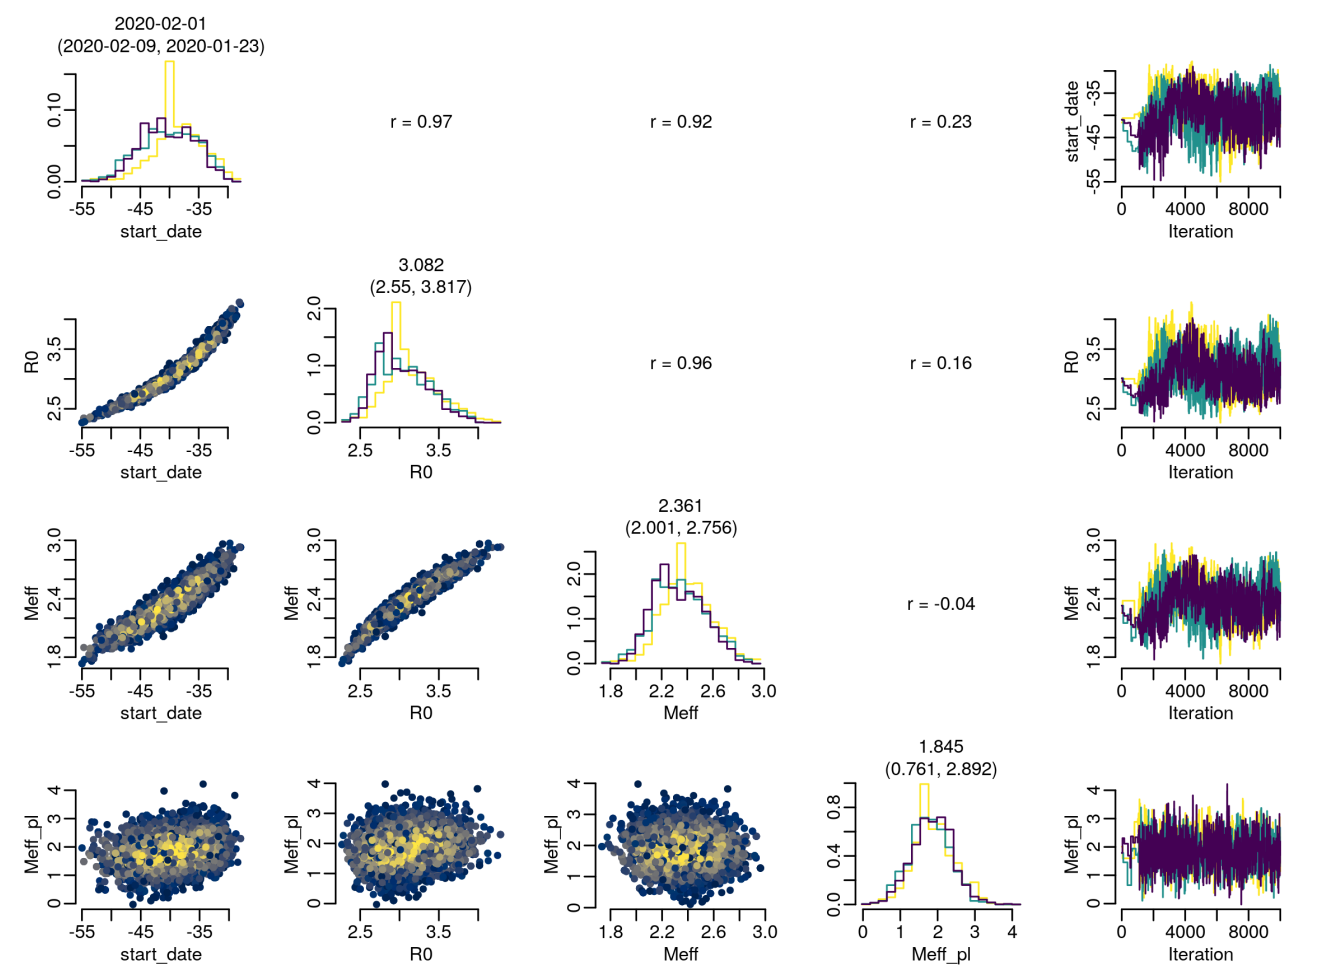 2020-02-01
(2020-02-09, 2020-01-23)
0.00 0.10
-55 -45 -35
start_date
r = 0.97
r = 0.92
r = 0.23
start_date
-55 -45 -35
0 4000 8000
Iteration
R0
2.5 3.5
-55 -45 -35
start_date
3.082
(2.55, 3.817)
0.0 1.0 2.0
2.5 3.5
R0
r = 0.96
r = 0.16
R0
2.5 3.5
0 4000 8000
Iteration
Meff
1.8 2.4 3.0
-55 -45 -35
start_date
Meff
1.8 2.4 3.0
2.5 3.5
R0
2.361
(2.001, 2.756)
0.0 1.0 2.0
1.8 2.2 2.6 3.0
Meff
r = -0.04
Meff
1.8 2.4 3.0
0 4000 8000
Iteration
Meff_pl
0 1 2 3 4
-55 -45 -35
start_date
Meff_pl
0 1 2 3 4
2.5 3.5
R0
Meff_pl
0 1 2 3 4
1.8 2.2 2.6 3.0
Meff
1.845
(0.761, 2.892)
0.0 0.4 0.8
0 1 2 3 4
Meff_pl
Meff_pl
0 1 2 3 4
0 4000 8000
Iteration